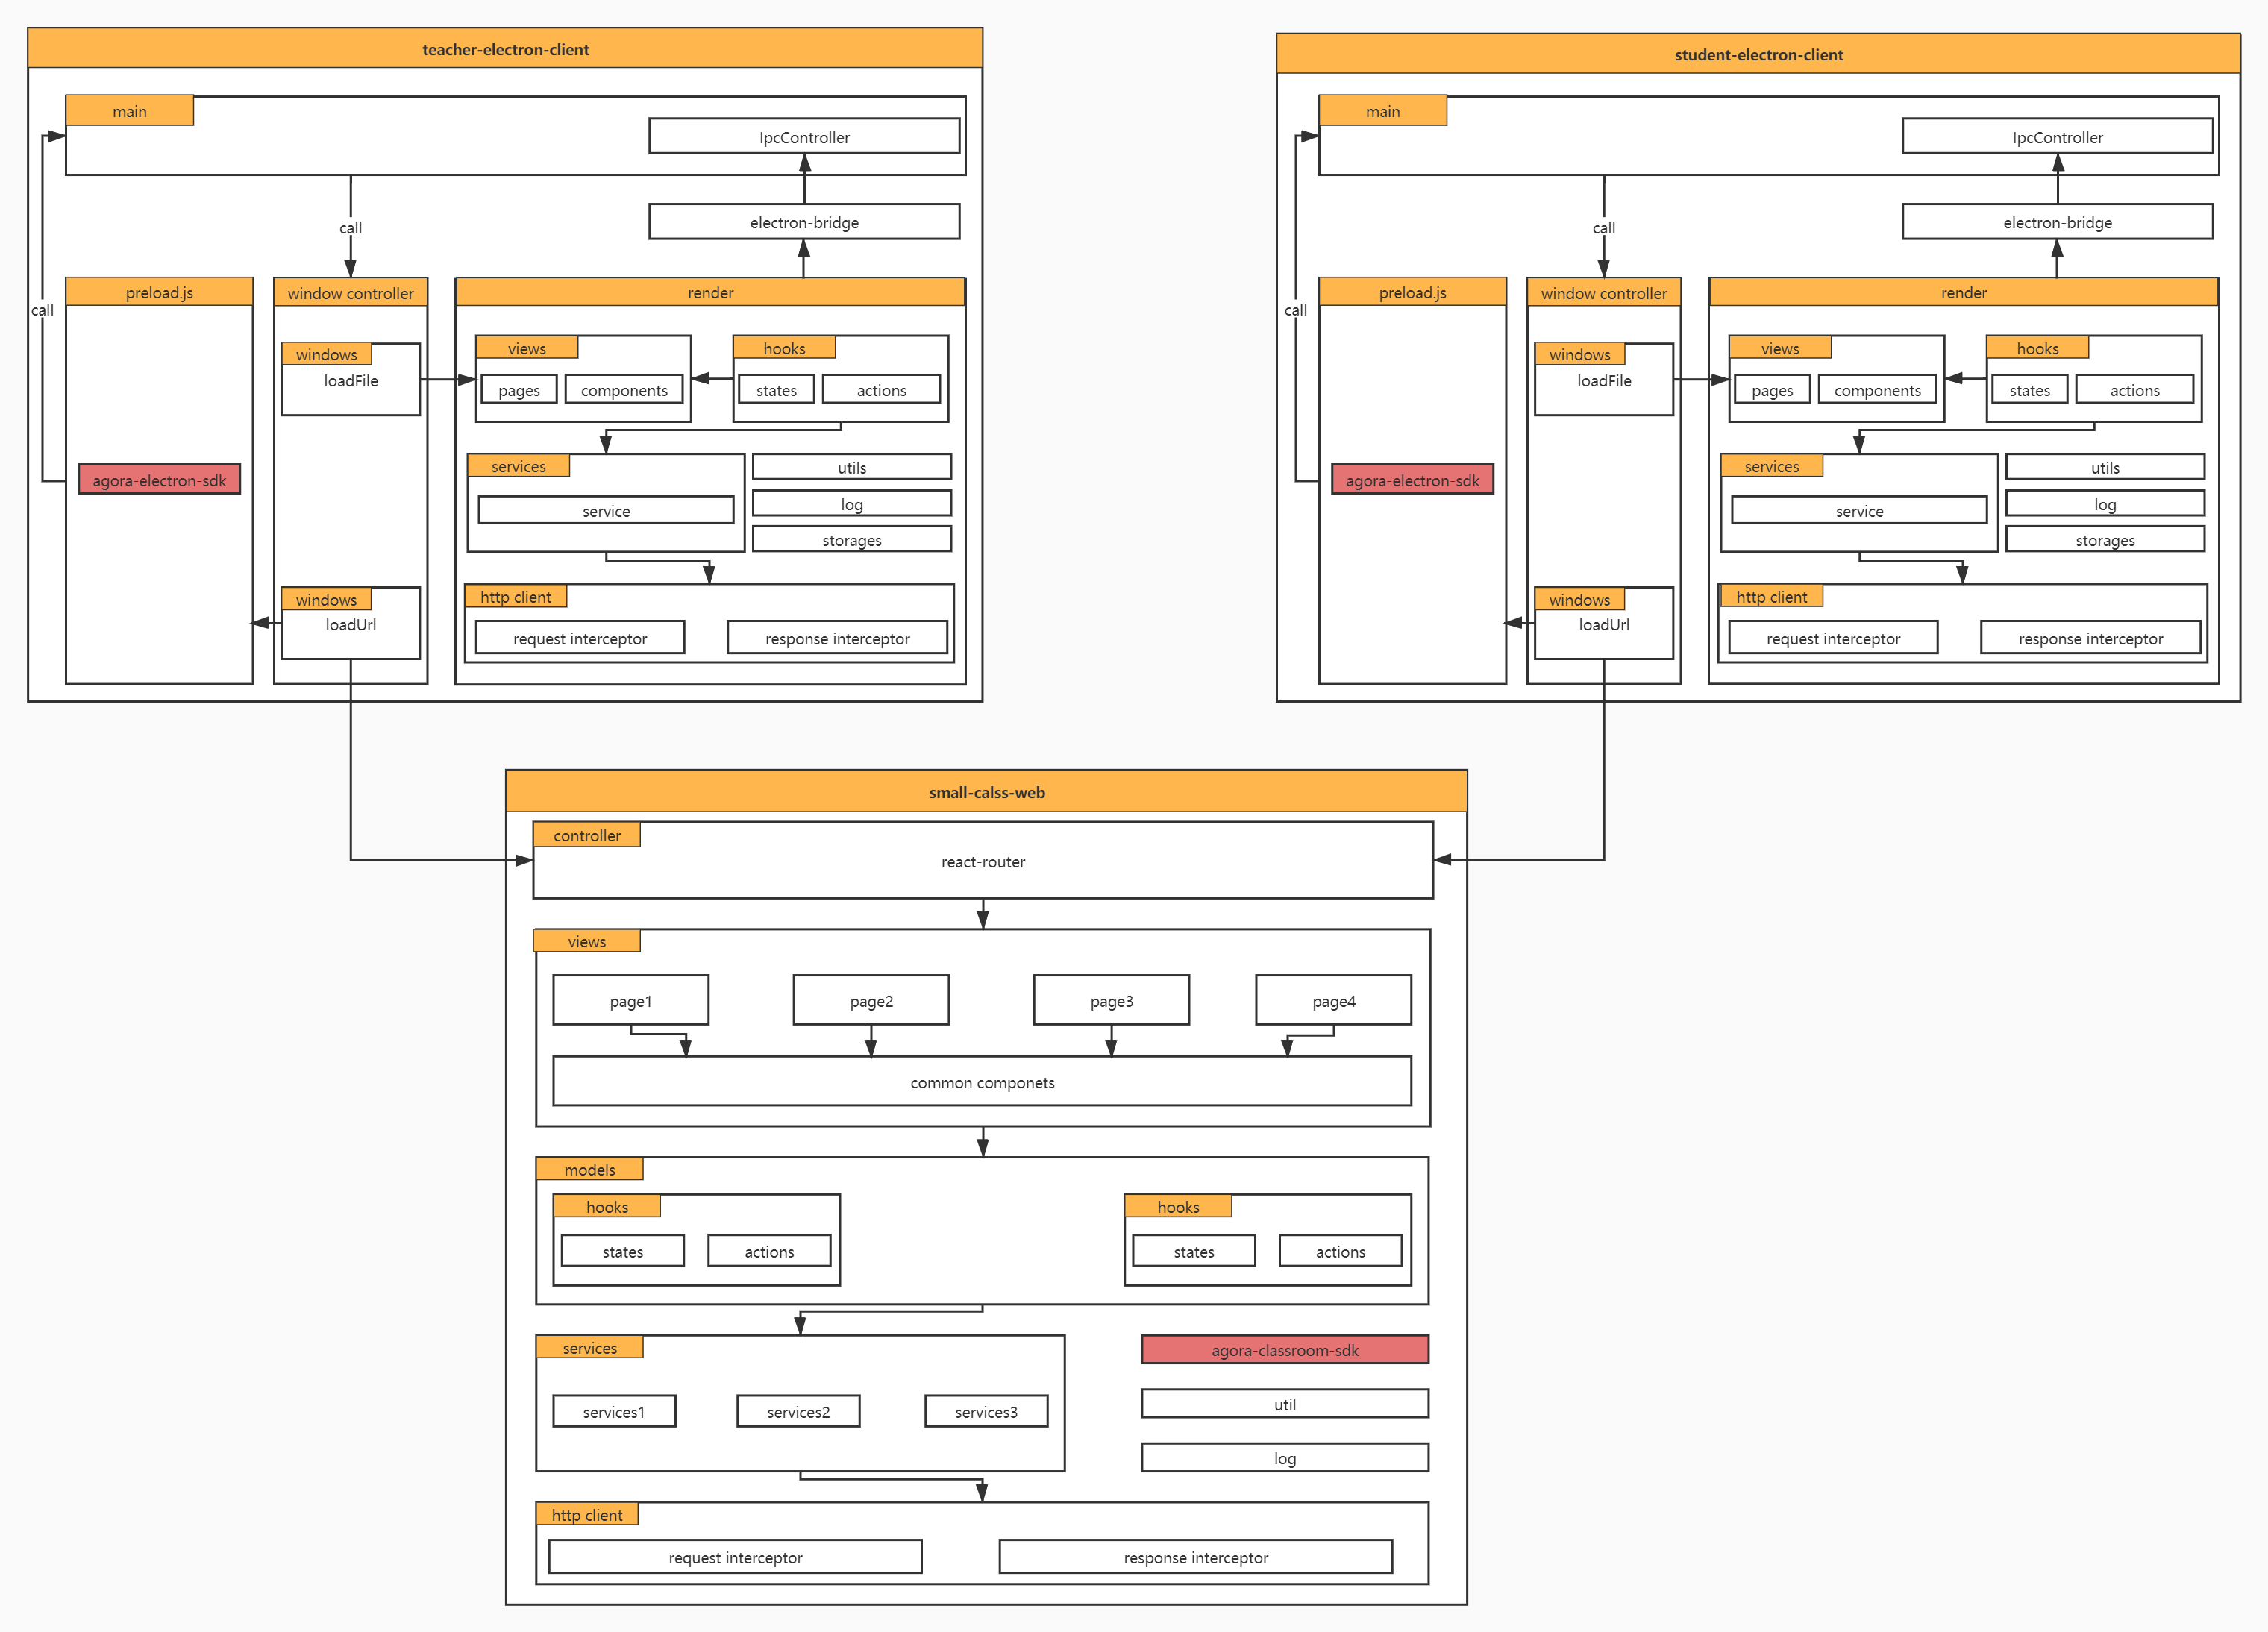 teacher-electron-client
main
IpcController
call
electron-bridge
call
preload.js
agora-electron-sdk
window controller
windows
loadFile
windows
loadUrl
render
views
pages
components
hooks
states
actions
services
service
utils
log
storages
http client
request interceptor
response interceptor
student-electron-client
main
IpcController
call
electron-bridge
call
preload.js
agora-electron-sdk
window controller
windows
loadFile
windows
loadUrl
render
views
pages
components
hooks
states
actions
services
service
utils
log
storages
http client
request interceptor
response interceptor
small-calss-web
controller
react-router
views
page1
page2
page3
page4
common componets
models
hooks
states
actions
hooks
states
actions
services
services1
services2
services3
agora-classroom-sdk
util
log
http client
request interceptor
response interceptor